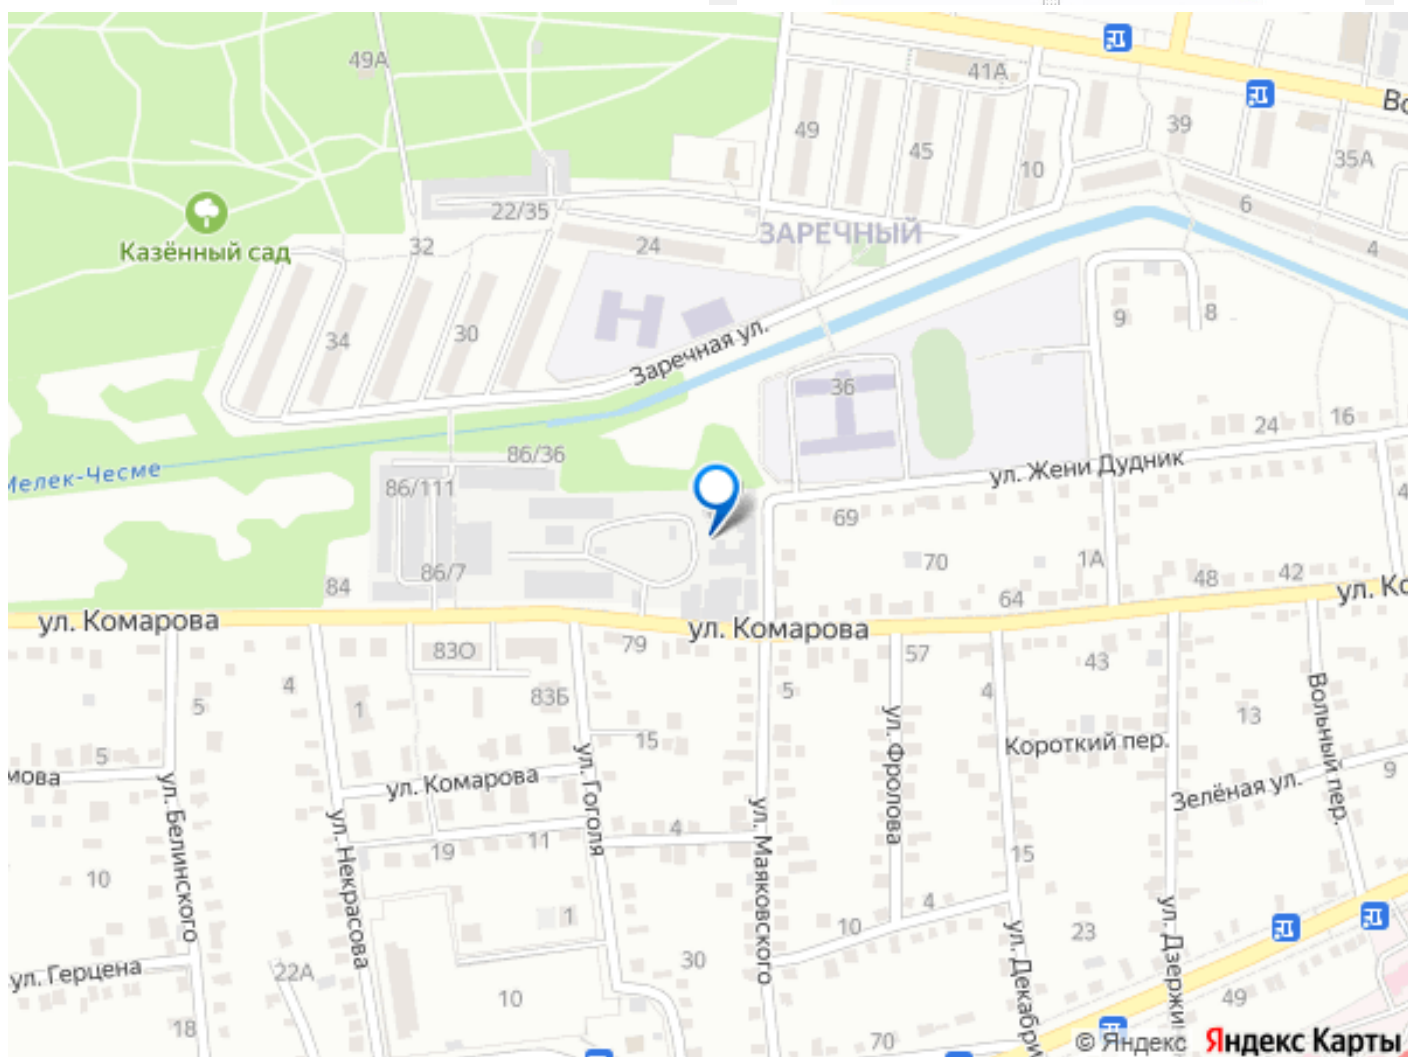 49А
41А
49
45
10
39
35А
22/35
32
24
ЗАРЕЧНЫЙ
6
4
Казённый сад
34
30
Заречная ул.
9
8
36
24
16
Мелек-Чесме
86/36
86/111
ул. Жени Дудник
69
70
1А
48
42
84
86/7
64
ул. Комарова
ул. Комарова
79
83О
57
43
5
4
1
83Б
5
4
13
15
Короткий пер.
Вольный пер.
5
ул. Комарова
ул. Гоголя
ул. Фролова
Зелёная ул.
9
ул. Белинского
ул. Некрасова
19
11
4
ул. Маяковского
15
10
1
10
4
23
ул. Герцена
22А
10
30
49
18
70
© Яндекс
Яндекс Карты